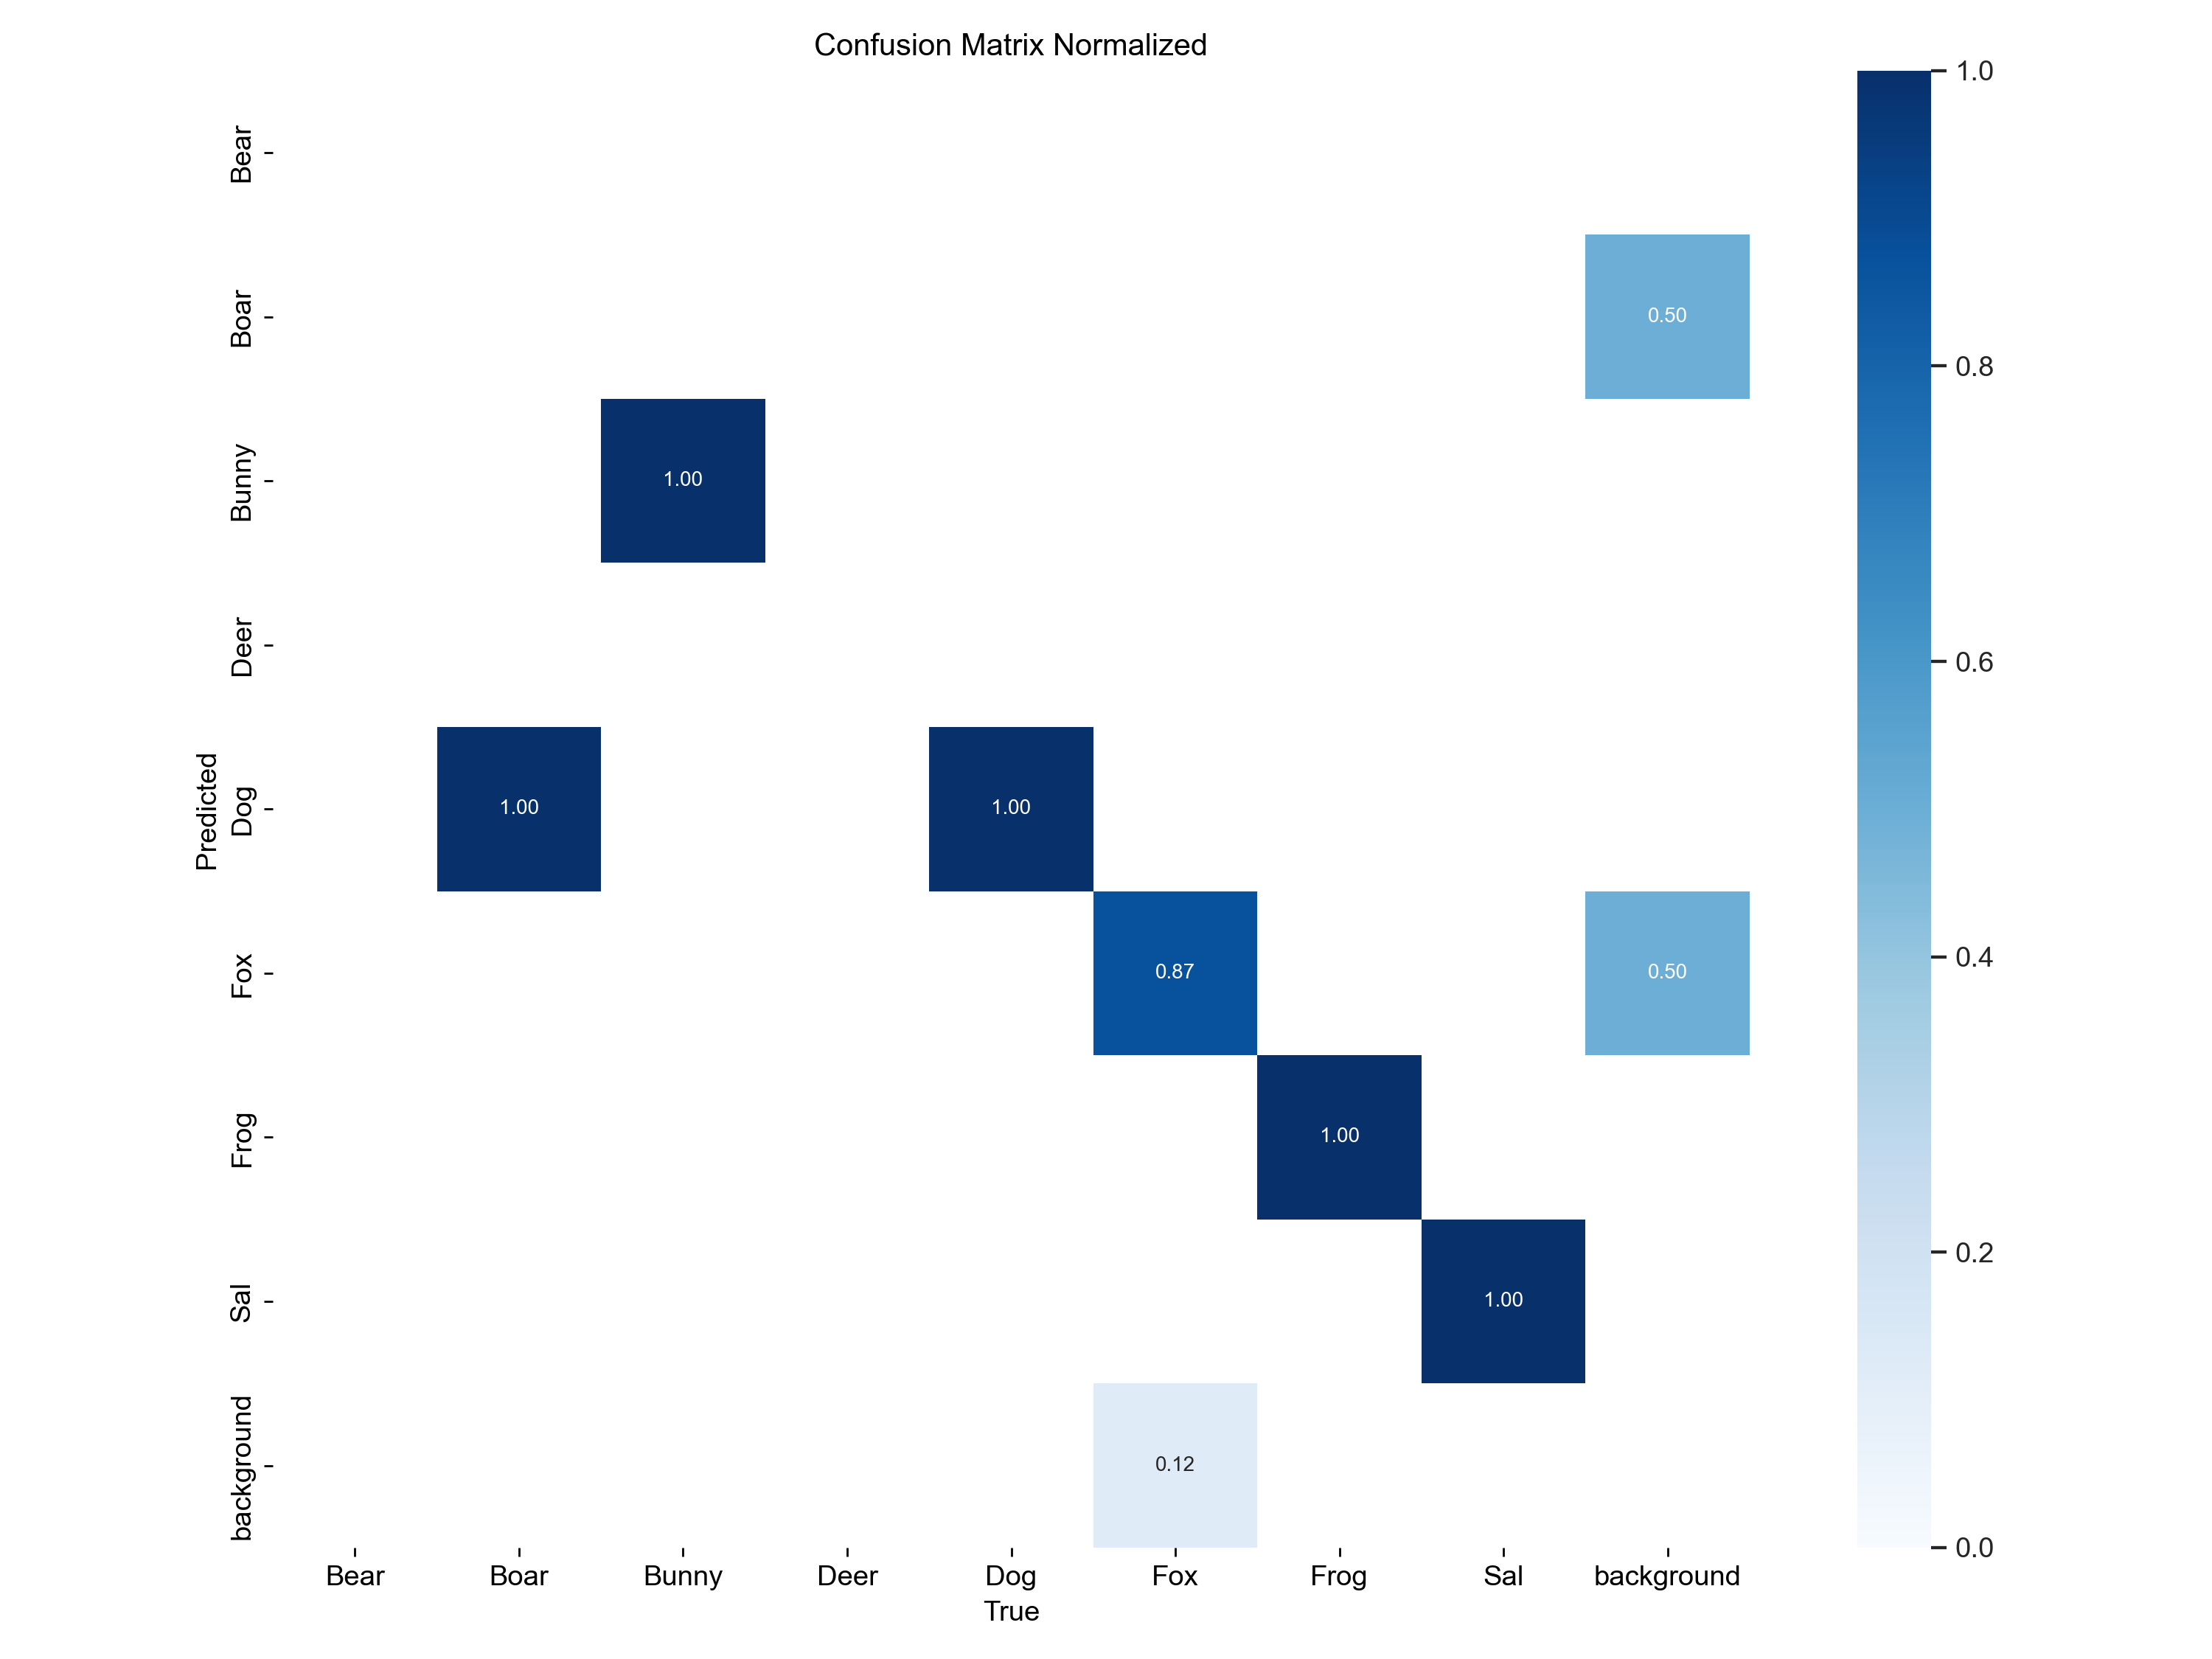 Confusion Matrix Normalized
Bear
Boar
Bunny
Deer
Dog
Fox
Frog
Sal
background
Predicted
0.50
1.00
1.00
1.00
0.87
0.50
1.00
1.00
0.12
Bear
Boar
Bunny
Deer
Dog
Fox
Frog
Sal
background
True
1.0
0.8
0.6
0.4
0.2
0.0